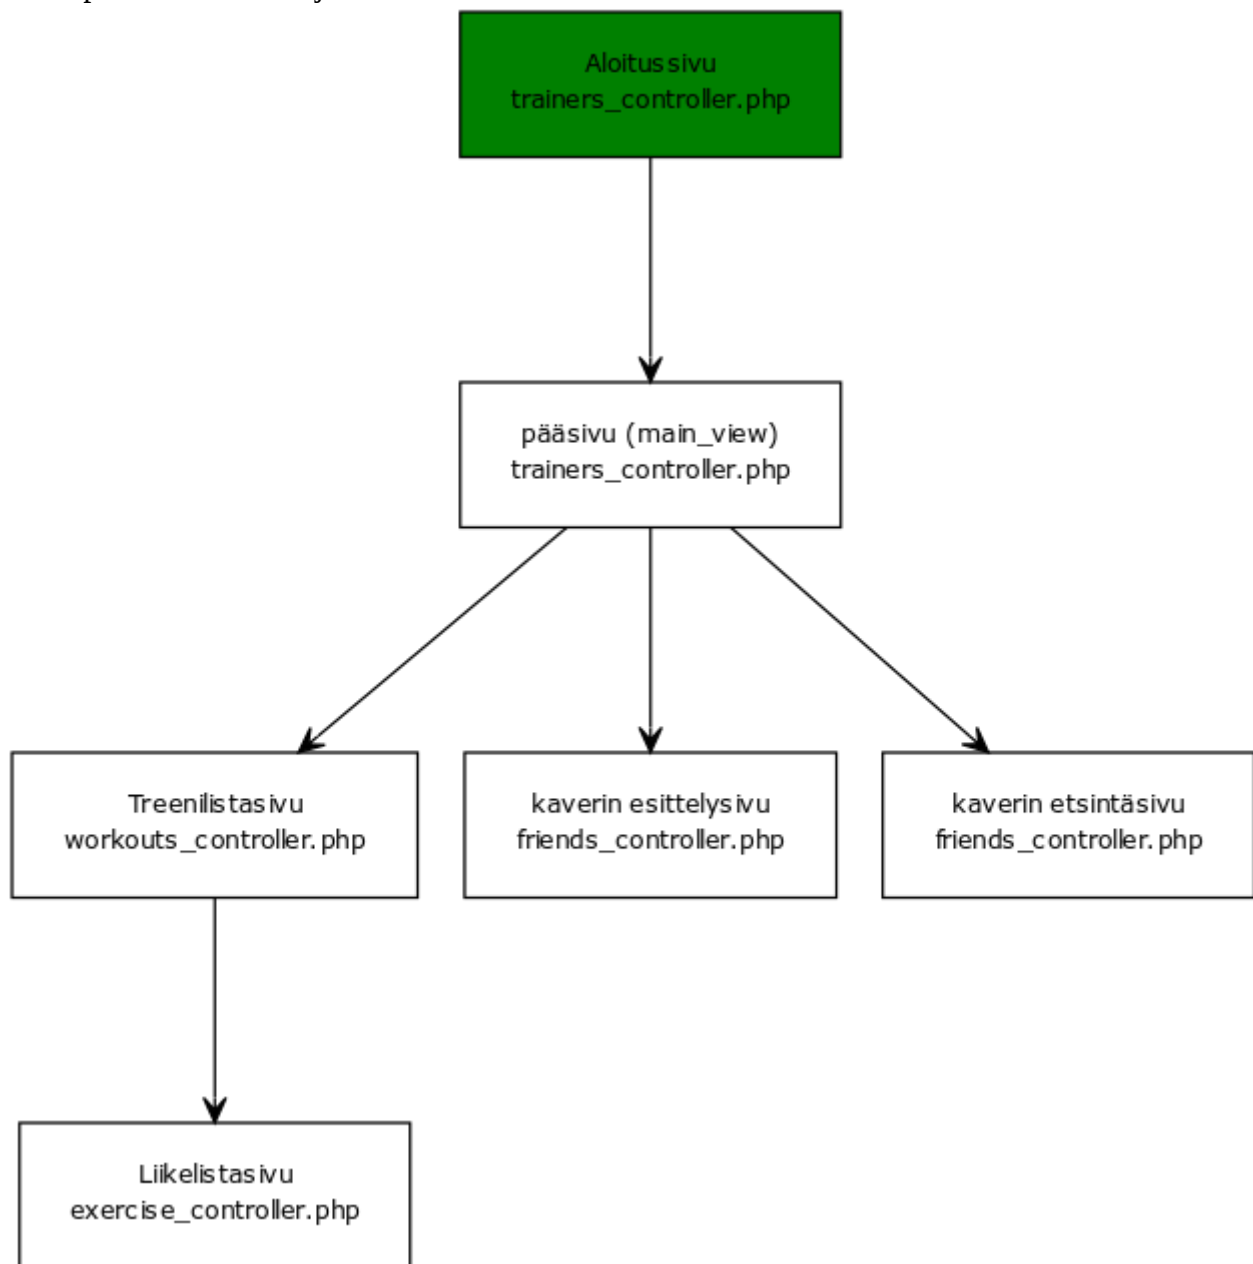 Aloitussivu
trainers_controller.php
pääsivu (main_view)
trainers_controller.php
Treenilistasivu
workouts_controller.php
kaverin esittelysivu
friends_controller.php
kaverin etsintäsivu
friends_controller.php
Liikelistasivu
exercise_controller.php